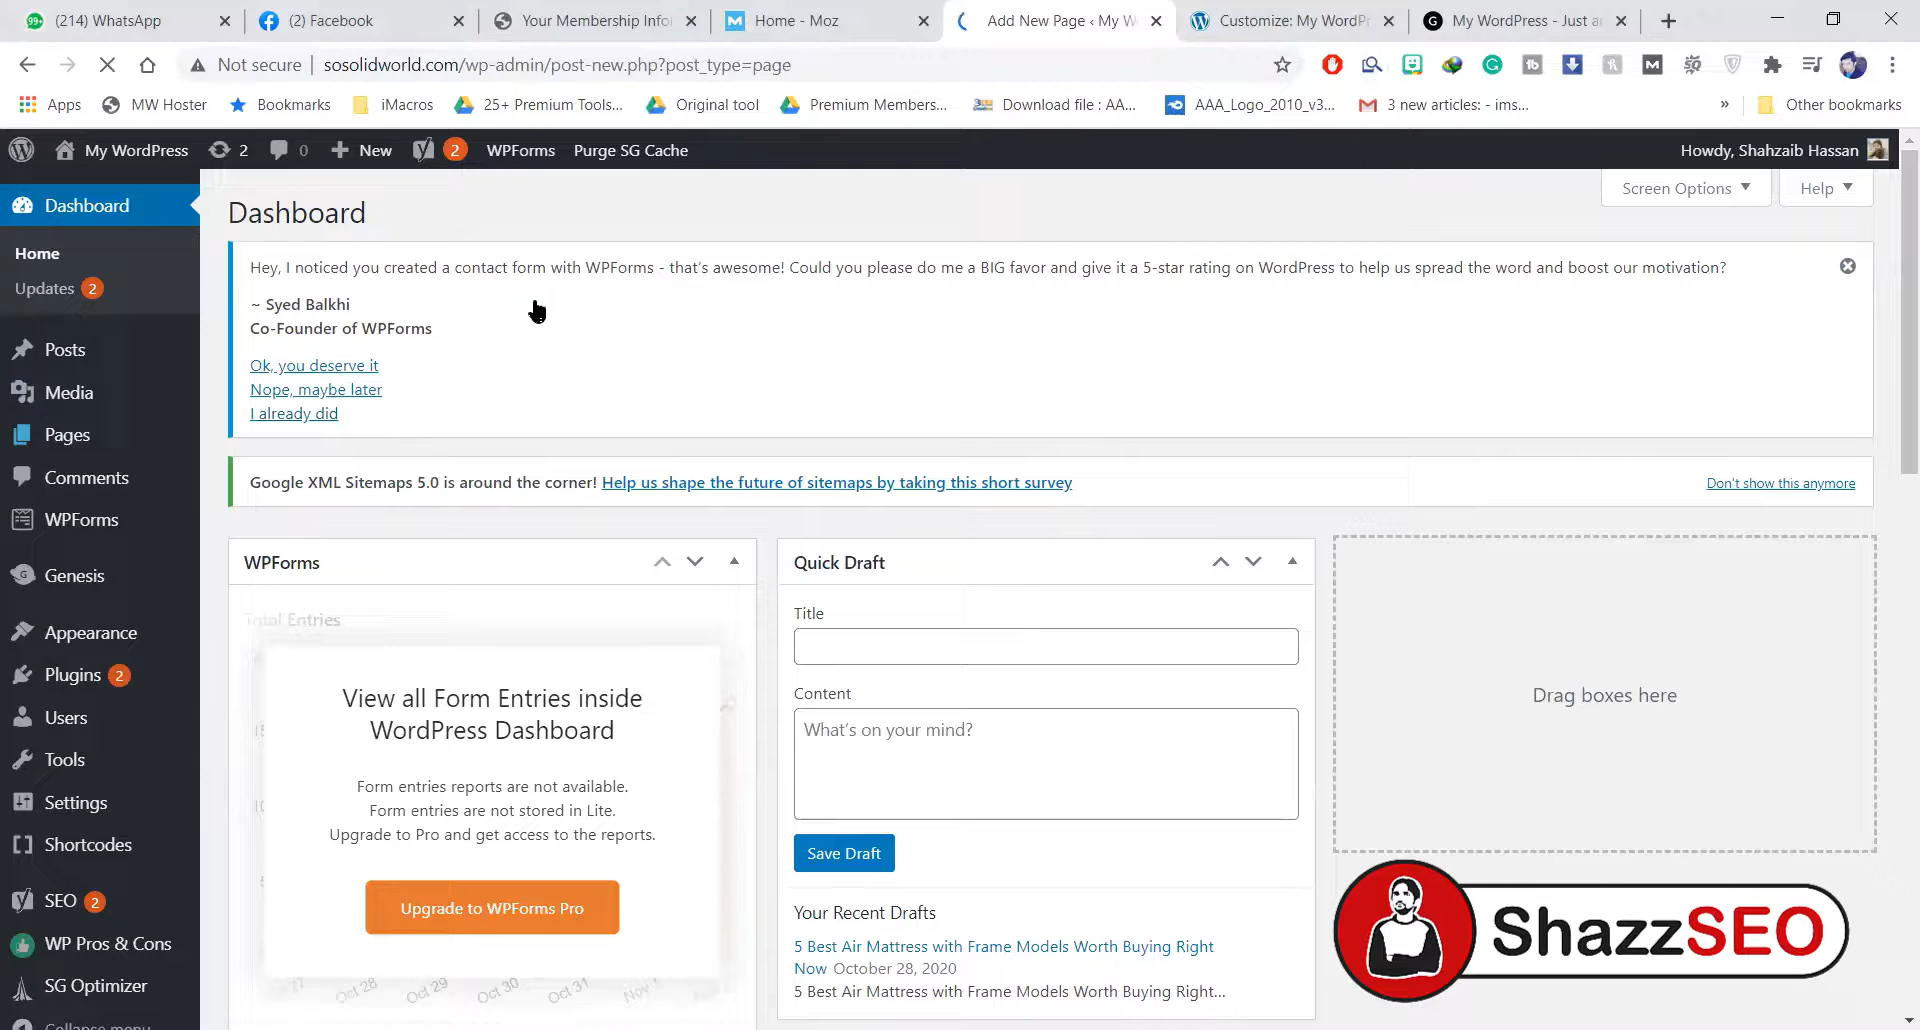 99+ (214) WhatsApp
(2) Facebook
Your Membership Info
Home - Moz
Add New Page ‹ My W
Customize: My WordPr
My WordPress - Just a
Not secure
sosolidworld.com/wp-admin/post-new.php?post_type=page
Apps
MW Hoster
Bookmarks
iMacros
25+ Premium Tools...
Original tool
Premium Members...
Download file : AA...
AAA_Logo_2010_v3...
3 new articles: - ims...
»
Other bookmarks
My WordPress
2
0
New
2
WPForms
Purge SG Cache
Howdy, Shahzaib Hassan
Dashboard
Home
Updates 2
Posts
Media
Pages
Comments
WPForms
Genesis
Appearance
Plugins 2
Users
Tools
Settings
Shortcodes
SEO 2
WP Pros & Cons
SG Optimizer
Collapse menu
Screen Options
Help
Dashboard
Hey, I noticed you created a contact form with WPForms - that's awesome! Could you please do me a BIG favor and give it a 5-star rating on WordPress to help us spread the word and boost our motivation?
~ Syed Balkhi
Co-Founder of WPForms
Ok, you deserve it
Nope, maybe later
I already did
Google XML Sitemaps 5.0 is around the corner! Help us shape the future of sitemaps by taking this short survey
Don't show this anymore
WPForms
Total Entries
View all Form Entries inside
WordPress Dashboard
Form entries reports are not available.
Form entries are not stored in Lite.
Upgrade to Pro and get access to the reports.
Upgrade to WPForms Pro
27
Oct 28
Oct 29
Oct 30
Oct 31
Nov 1
Quick Draft
Title
Content
What's on your mind?
Save Draft
Your Recent Drafts
5 Best Air Mattress with Frame Models Worth Buying Right
Now October 28, 2020
5 Best Air Mattress with Frame Models Worth Buying Right...
Drag boxes here
ShazzSEO